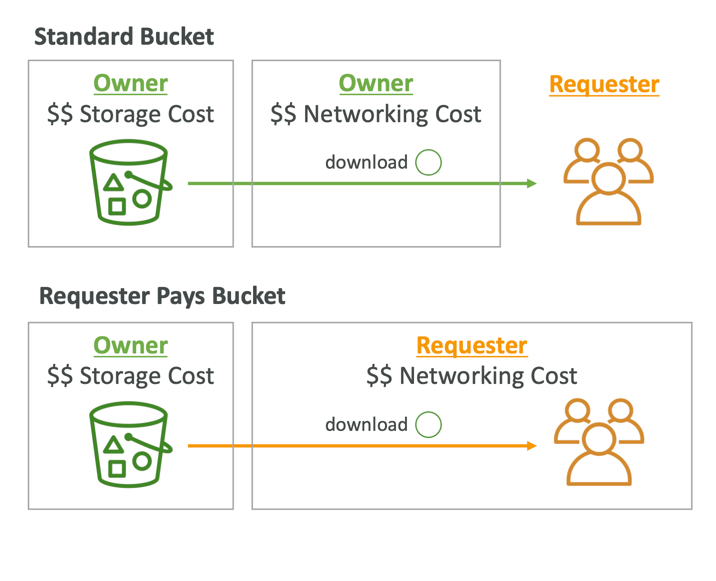 Standard Bucket
Owner
$$ Storage Cost
Owner
$$ Networking Cost
download
Requester
Requester Pays Bucket
Owner
$$ Storage Cost
Requester
$$ Networking Cost
download